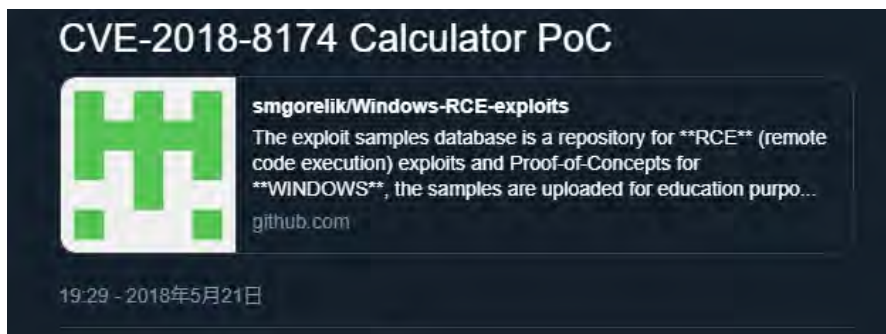 CVE-2018-8174 Calculator PoC
smgorelik/Windows-RCE-exploits
The exploit samples database is a repository for **RCE** (remote
code execution) exploits and Proof-of-Concepts for
**WINDOWS**, the samples are uploaded for education purpo...
github.com
19:29 - 2018年5月21日